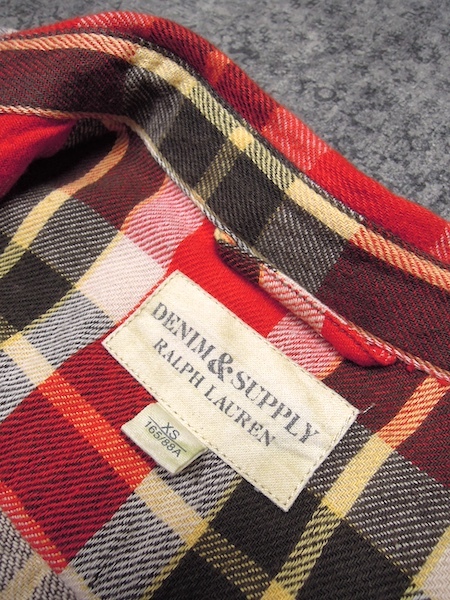 DENIM & SUPPLY
RALPH LAUREN
XS
165/88A